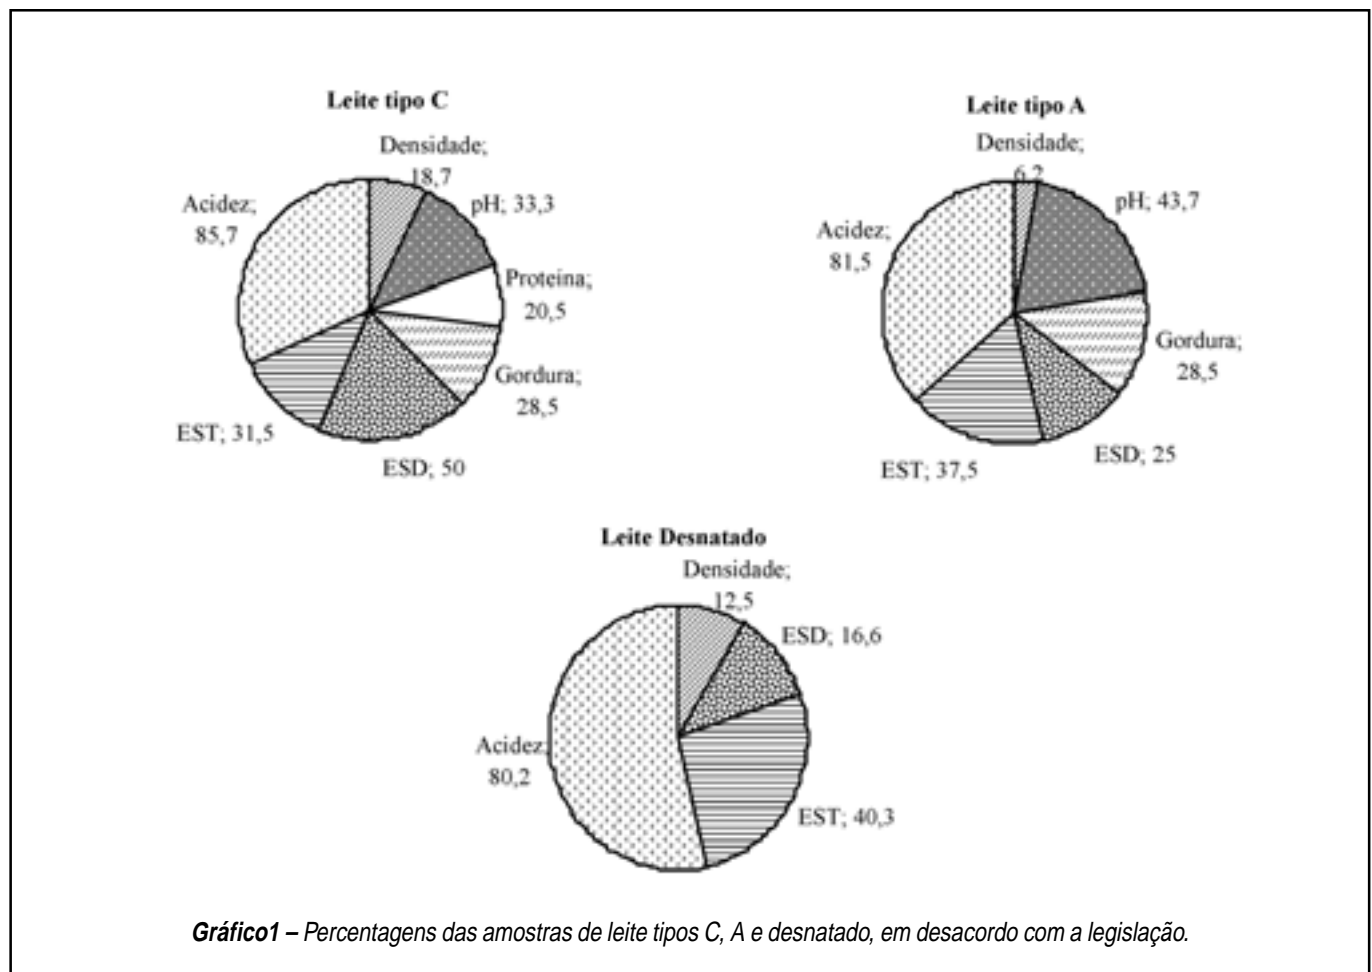 Leite tipo C
Densidade;
18,7
pH; 33,3
Proteina;
20,5
Gordura;
28,5
ESD; 50
EST; 31,5
Acidez;
85,7
Leite tipo A
Densidade;
6,2
pH; 43,7
Gordura;
28,5
ESD; 25
EST; 37,5
Acidez;
81,5
Leite Desnatado
Densidade;
12,5
ESD; 16,6
EST; 40,3
Acidez;
80,2
Gráfico1 – Percentagens das amostras de leite tipos C, A e desnatado, em desacordo com a legislação.